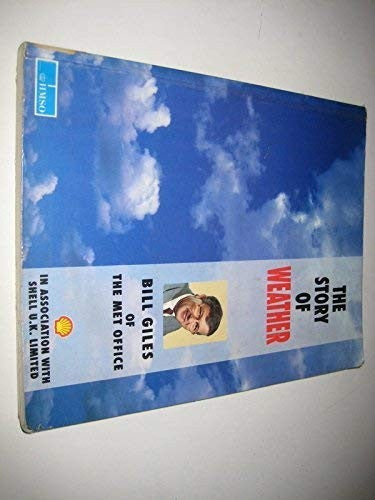 THE
STORY
OF
WEATHER
BILL GILES
OF
THE MET OFFICE
IN ASSOCIATION WITH
SHELL U.K. LIMITED
HMSO